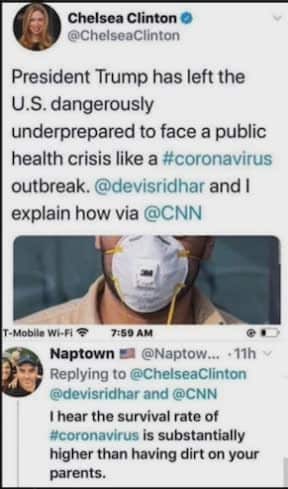 Chelsea Clinton
@ChelseaClinton
President Trump has left the
U.S. dangerously
underprepared to face a public
health crisis like a #coronavirus
outbreak. @devisridhar and I
explain how via @CNN
3M
T-Mobile Wi-Fi 7:59 AM
Naptown 🇺🇸 @Naptow... ·11h
Replying to @ChelseaClinton
@devisridhar and @CNN
I hear the survival rate of
#coronavirus is substantially
higher than having dirt on your
parents.